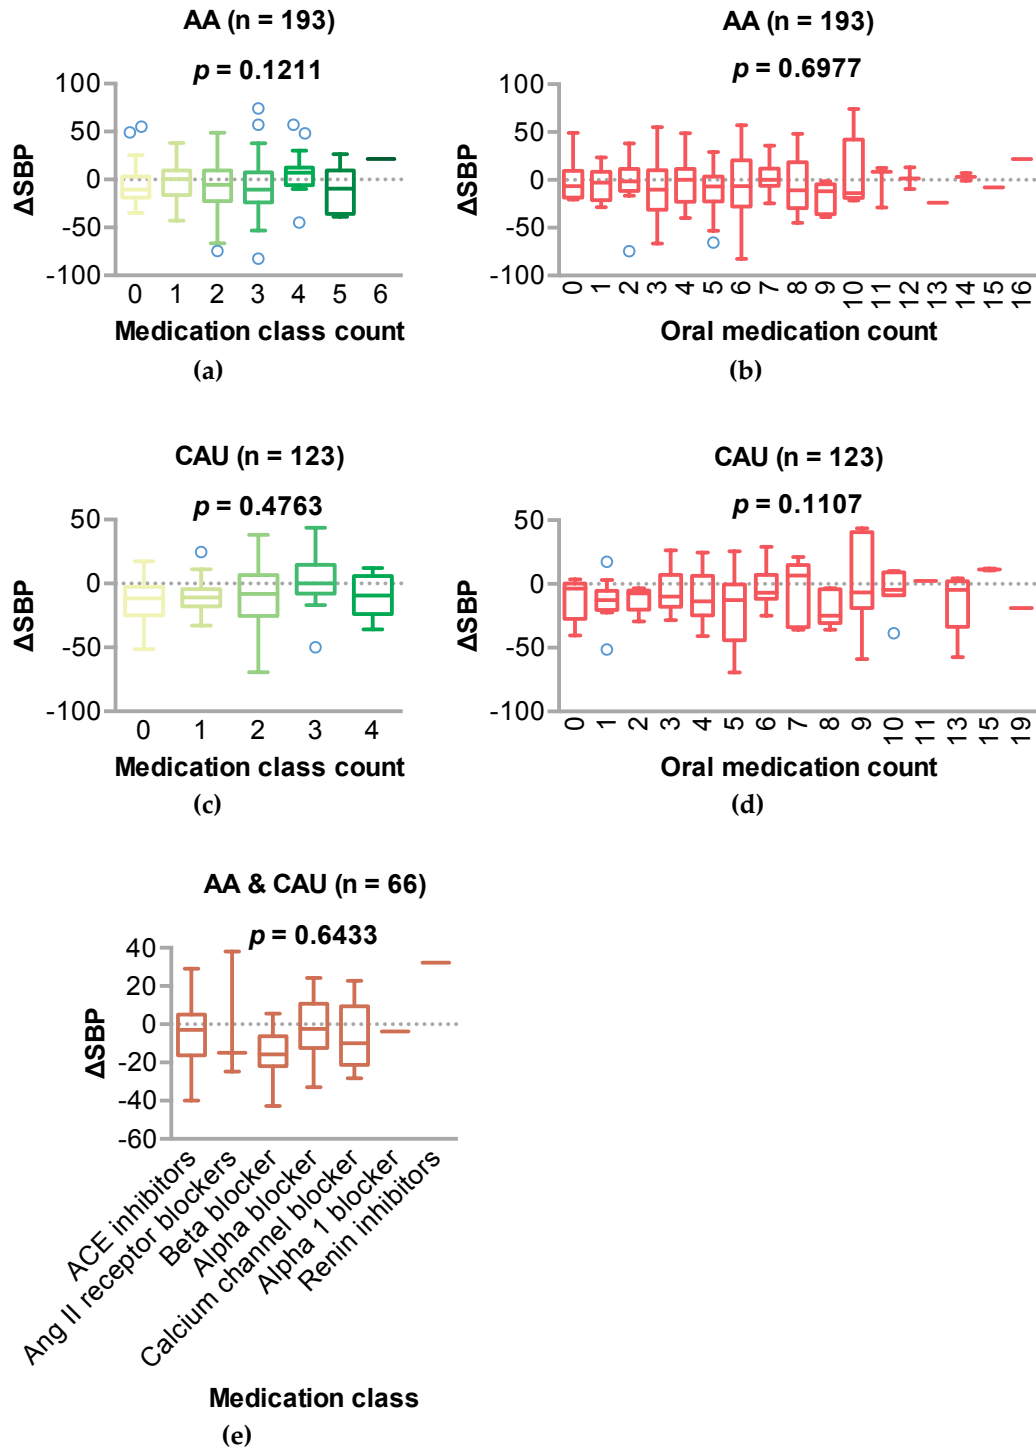 AA (n = 193)
p = 0.1211
ΔSBP
100
50
0
-50
-100
0 1 2 3 4 5 6
Medication class count
(a)
AA (n = 193)
p = 0.6977
ΔSBP
100
50
0
-50
-100
0 1 2 3 4 5 6 7 8 9 10 11 12 13 14 15 16
Oral medication count
(b)
CAU (n = 123)
p = 0.4763
ΔSBP
50
0
-50
-100
0 1 2 3 4
Medication class count
(c)
CAU (n = 123)
p = 0.1107
ΔSBP
50
0
-50
-100
0 1 2 3 4 5 6 7 8 9 10 11 13 15 19
Oral medication count
(d)
AA & CAU (n = 66)
p = 0.6433
ΔSBP
40
20
0
-20
-40
-60
ACE inhibitors
Ang II receptor blockers
Beta blocker
Alpha blocker
Calcium channel blocker
Alpha 1 blocker
Renin inhibitors
Medication class
(e)